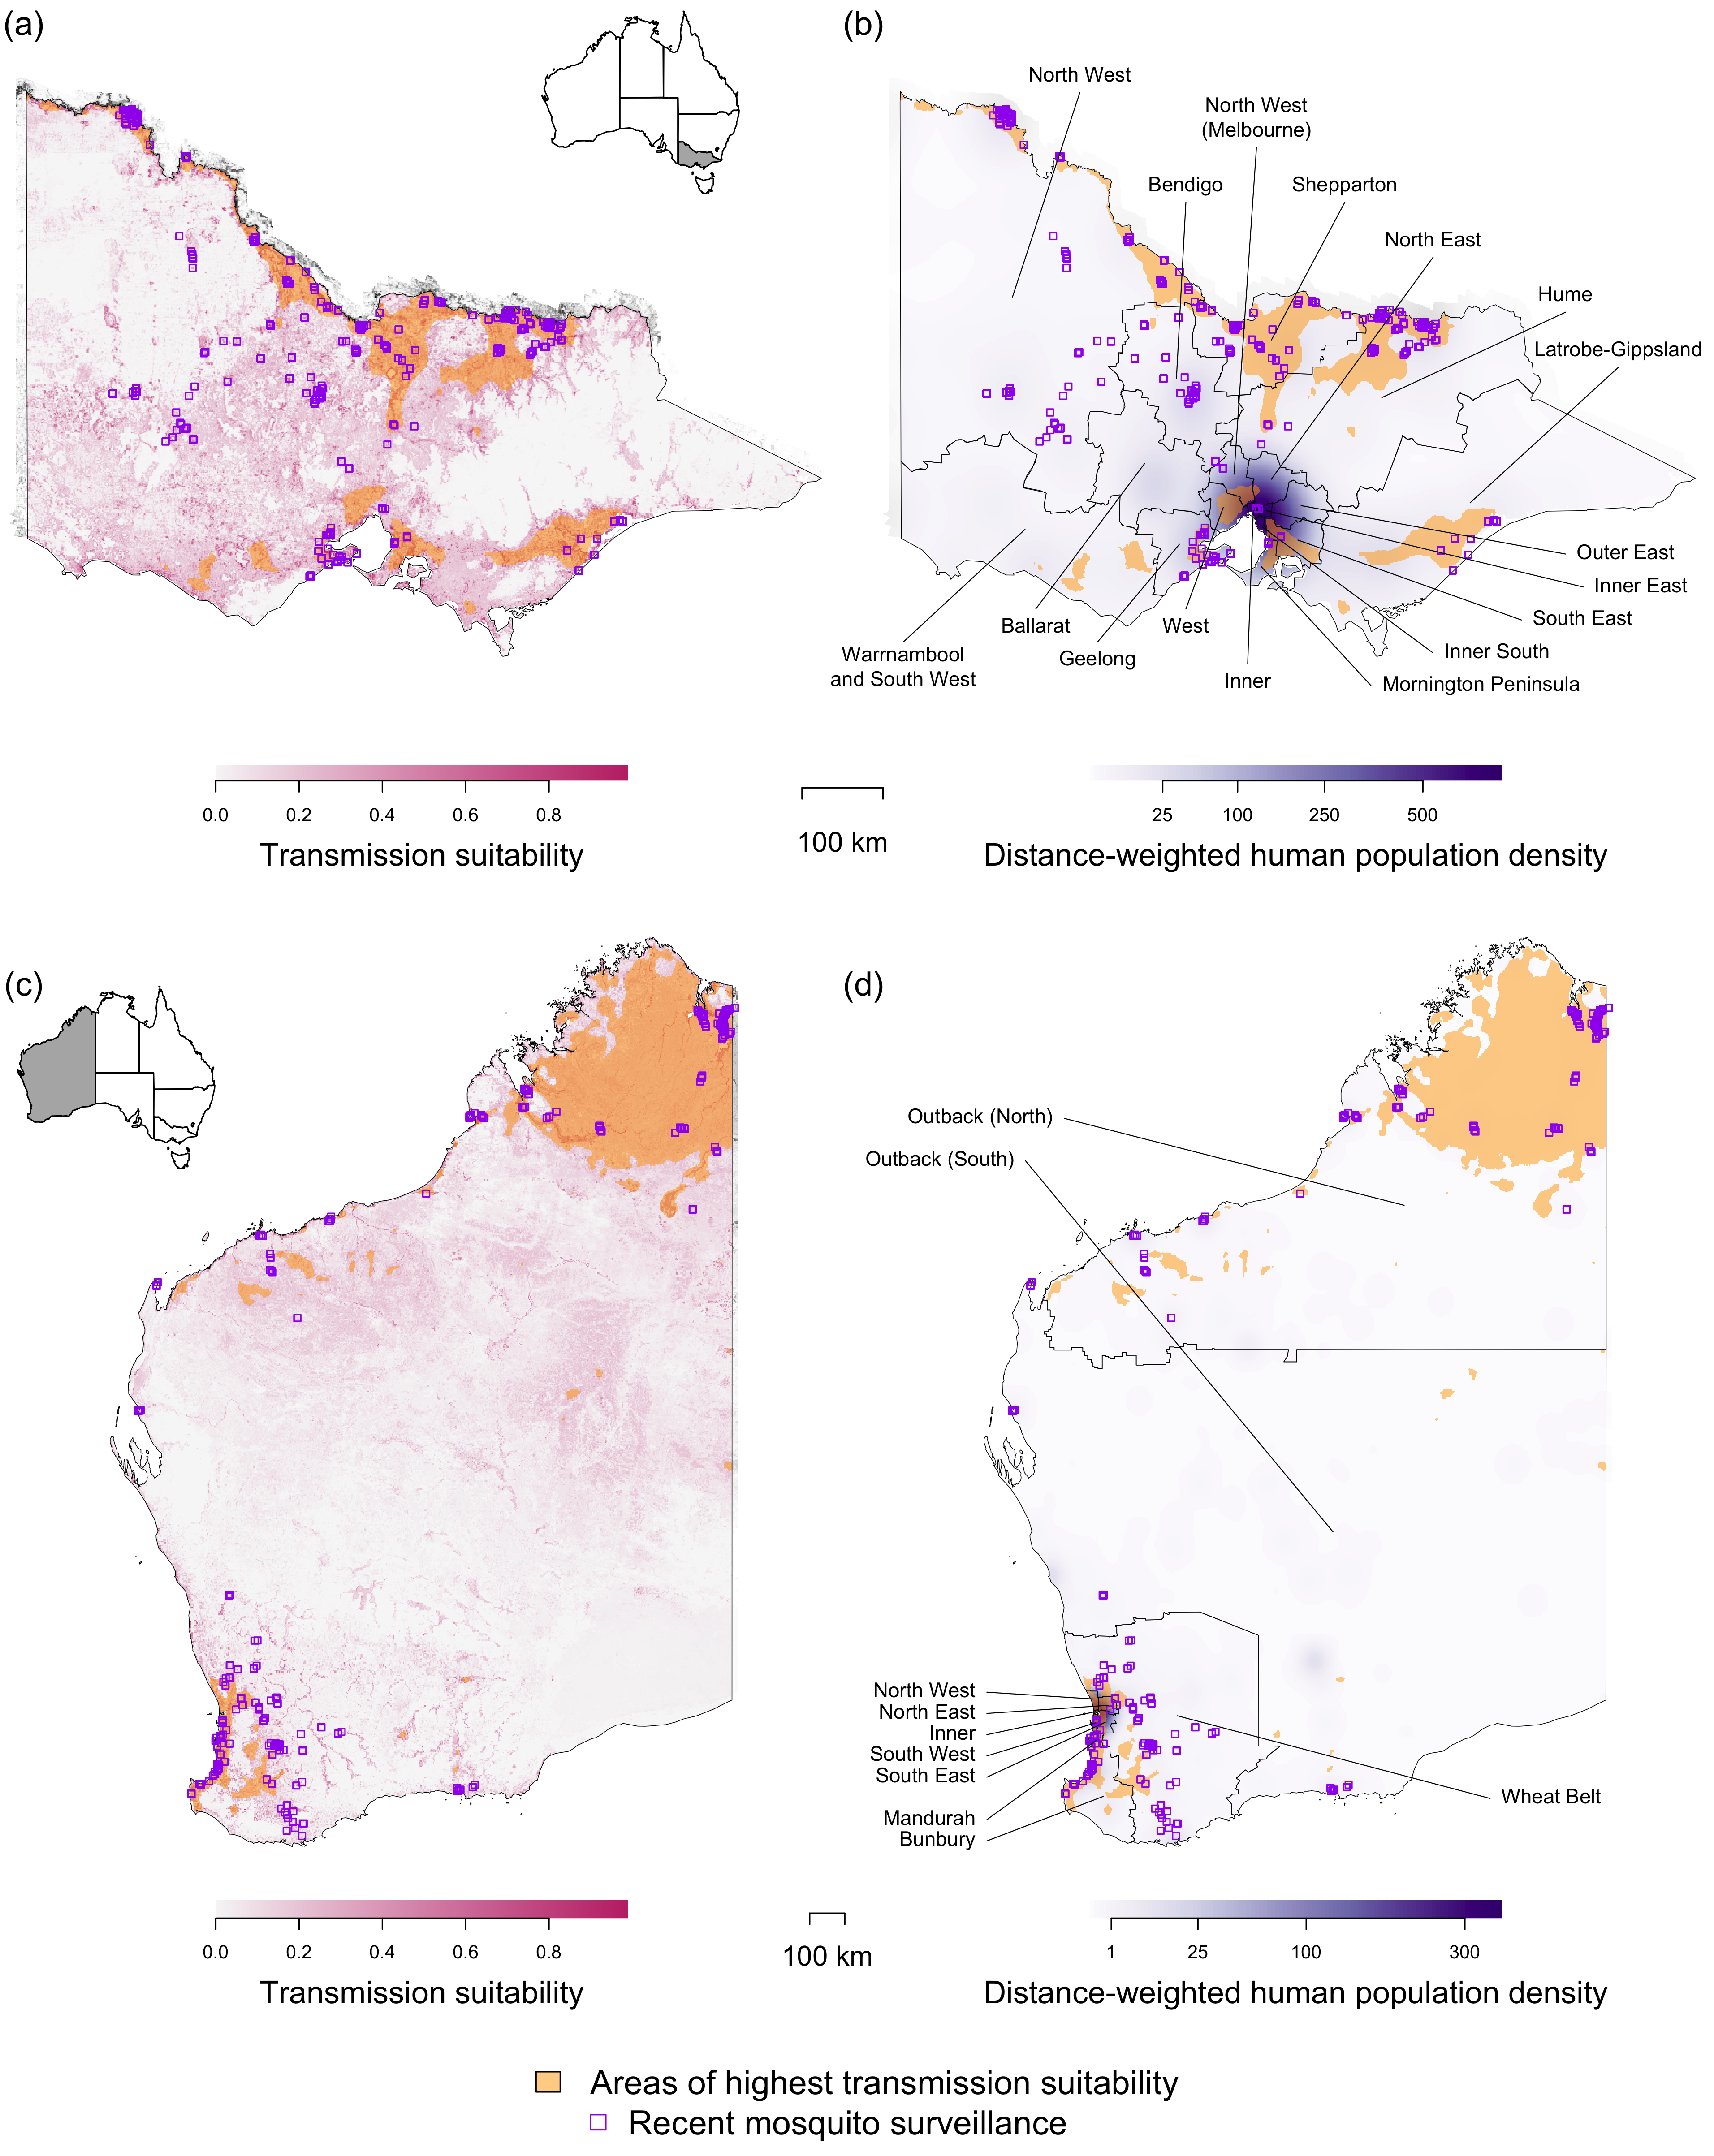 (a)
(b)
North West
North West
(Melbourne)
Bendigo
Shepparton
North East
Hume
Latrobe-Gippsland
Outer East
Inner East
South East
Inner South
Mornington Peninsula
Inner
West
Geelong
Ballarat
Warrnambool
and South West
0.0 0.2 0.4 0.6 0.8
Transmission suitability
100 km
25 100 250 500
Distance-weighted human population density
(c)
(d)
Outback (North)
Outback (South)
North West
North East
Inner
South West
South East
Mandurah
Bunbury
Wheat Belt
0.0 0.2 0.4 0.6 0.8
Transmission suitability
100 km
1 25 100 300
Distance-weighted human population density
Areas of highest transmission suitability
Recent mosquito surveillance